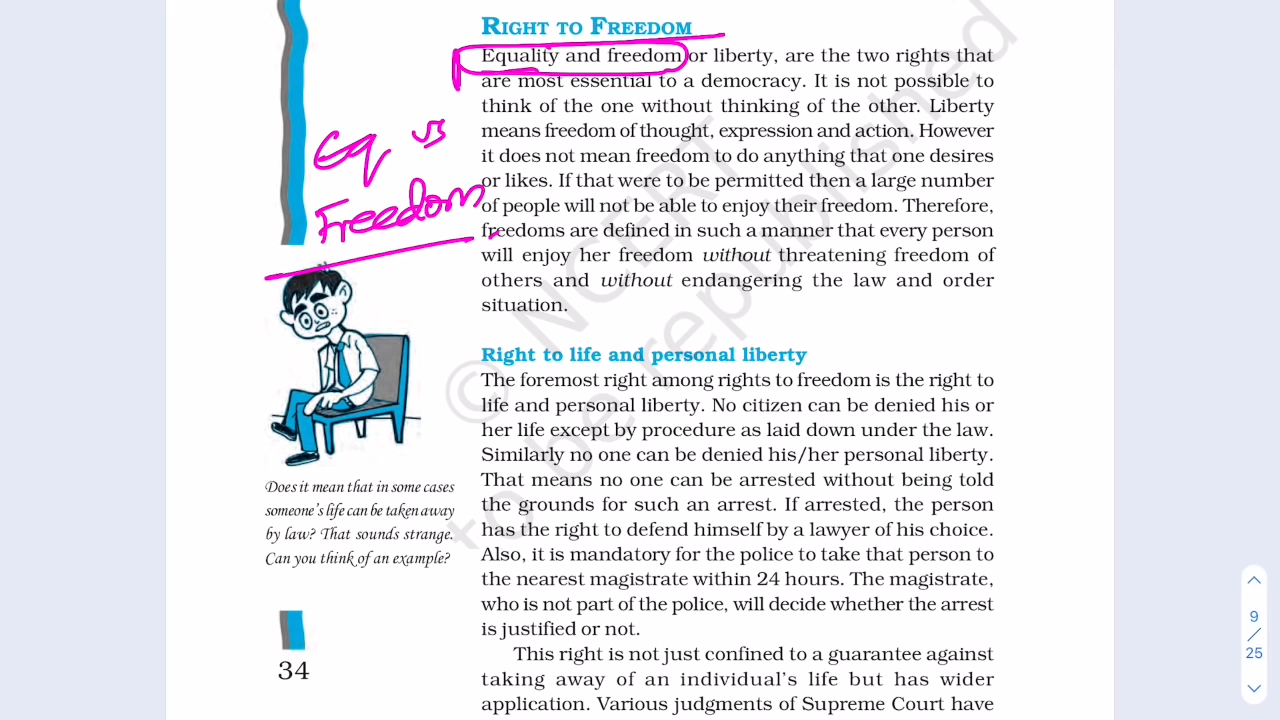 RIGHT TO FREEDOM
Equality and freedom or liberty, are the two rights that
are most essential to a democracy. It is not possible to
think of the one without thinking of the other. Liberty
means freedom of thought, expression and action. However
it does not mean freedom to do anything that one desires
or likes. If that were to be permitted then a large number
of people will not be able to enjoy their freedom. Therefore,
freedoms are defined in such a manner that every person
will enjoy her freedom without threatening freedom of
others and without endangering the law and order
situation.
Eq vs
Freedom
Right to life and personal liberty
The foremost right among rights to freedom is the right to
life and personal liberty. No citizen can be denied his or
her life except by procedure as laid down under the law.
Similarly no one can be denied his/her personal liberty.
That means no one can be arrested without being told
the grounds for such an arrest. If arrested, the person
has the right to defend himself by a lawyer of his choice.
Also, it is mandatory for the police to take that person to
the nearest magistrate within 24 hours. The magistrate,
who is not part of the police, will decide whether the arrest
is justified or not.
This right is not just confined to a guarantee against
taking away of an individual's life but has wider
application. Various judgments of Supreme Court have
Does it mean that in some cases
someone's life can be taken away
by law? That sounds strange.
Can you think of an example?
34
© NCERT
to be republished
9
/
25